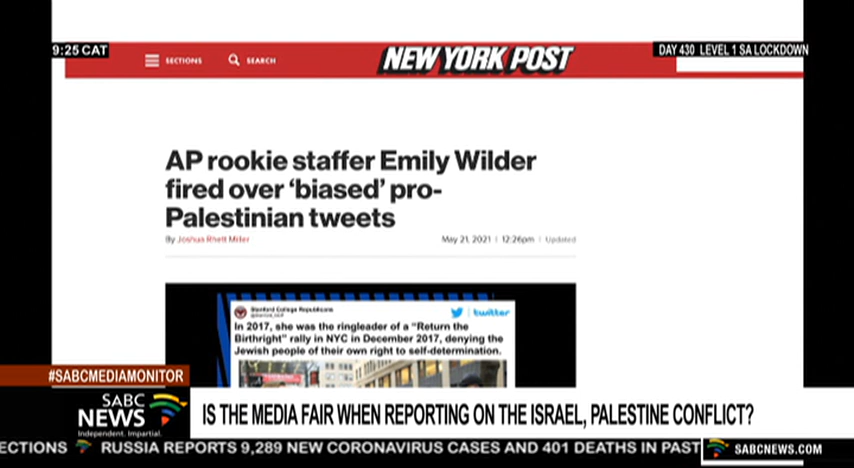 9:25 CAT
DAY 430 LEVEL 1 SA LOCKDOWN
SECTIONS
SEARCH
NEW YORK POST
AP rookie staffer Emily Wilder
fired over ‘biased’ pro-
Palestinian tweets
By Joshua Rhett Miller
May 21, 2021 | 12:26pm | Updated
Stanford College Republicans
twitter
In 2017, she was the ringleader of a "Return the
Birthright" rally in NYC in December 2017, denying the
Jewish people of their own right to self-determination.
#SABCMEDIAMONITOR
SABC
NEWS
Independent. Impartial.
IS THE MEDIA FAIR WHEN REPORTING ON THE ISRAEL, PALESTINE CONFLICT?
ECTIONS RUSSIA REPORTS 9,289 NEW CORONAVIRUS CASES AND 401 DEATHS IN PAST
SABCNEWS.COM